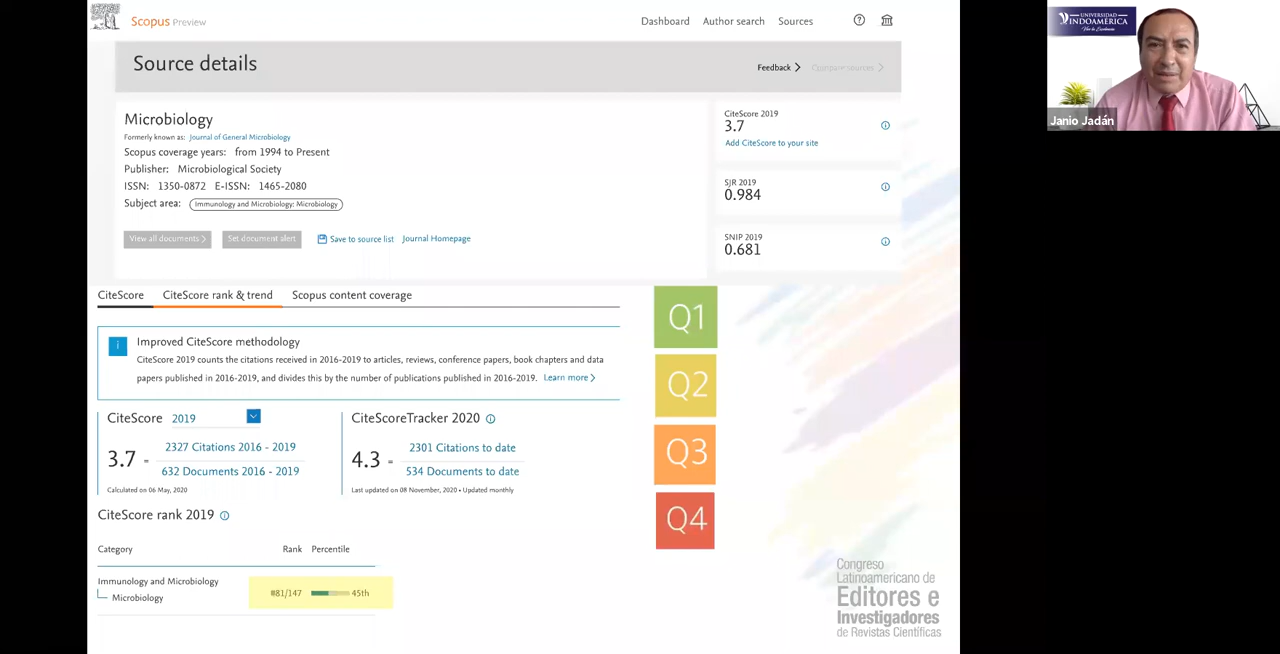 Scopus Preview
Dashboard Author search Sources
Source details
Feedback Compare sources
Microbiology
Formerly known as: Journal of General Microbiology
Scopus coverage years: from 1994 to Present
Publisher: Microbiological Society
ISSN: 1350-0872 E-ISSN: 1465-2080
Subject area: Immunology and Microbiology: Microbiology
View all documents Set document alert Save to source list Journal Homepage
CiteScore 2019
3.7
Add CiteScore to your site
SJR 2019
0.984
SNIP 2019
0.681
CiteScore CiteScore rank & trend Scopus content coverage
i Improved CiteScore methodology
CiteScore 2019 counts the citations received in 2016-2019 to articles, reviews, conference papers, book chapters and data
papers published in 2016-2019, and divides this by the number of publications published in 2016-2019. Learn more
CiteScore 2019
3.7 = 2327 Citations 2016 - 2019
632 Documents 2016 - 2019
Calculated on 06 May, 2020
CiteScoreTracker 2020
4.3 = 2301 Citations to date
534 Documents to date
Last updated on 08 November, 2020 • Updated monthly
CiteScore rank 2019
Category Rank Percentile
Immunology and Microbiology
Microbiology
#81/147 45th
Q1
Q2
Q3
Q4
Congreso
Latinoamericano de
Editores e
Investigadores
de Revistas Científicas
UNIVERSIDAD
INDOAMÉRICA
Janio Jadán